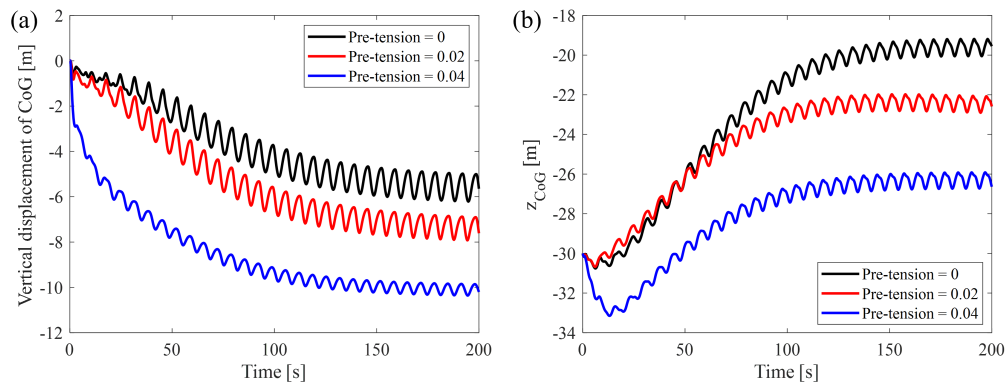 (a)
2
0
-2
-4
-6
-8
-10
-12
Vertical displacement of CoG [m]
Pre-tension = 0
Pre-tension = 0.02
Pre-tension = 0.04
0 50 100 150 200
Time [s]
(b)
-18
-20
-22
-24
-26
-28
-30
-32
-34
z_CoG [m]
Pre-tension = 0
Pre-tension = 0.02
Pre-tension = 0.04
0 50 100 150 200
Time [s]